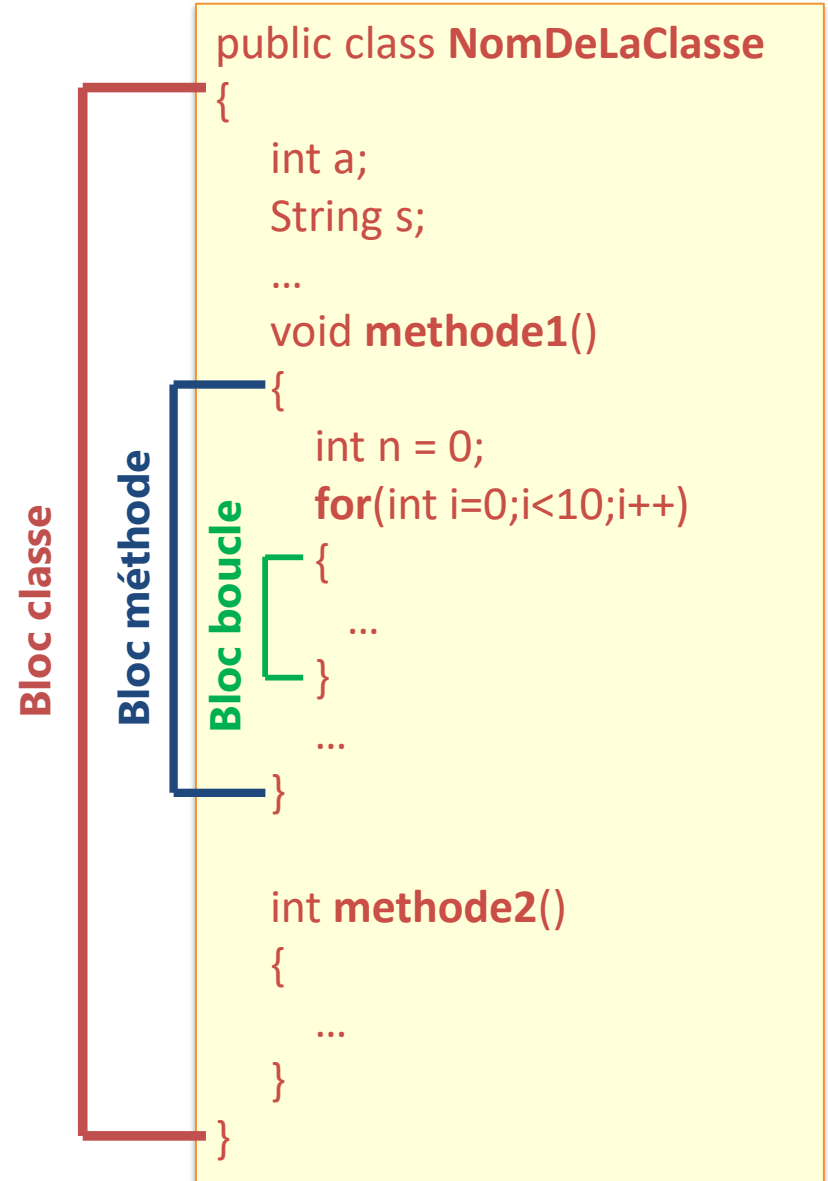 public class NomDeLaClasse
{
int a;
String s;
...
void methode1()
{
int n = 0;
for(int i=0;i<10;i++)
{
...
}
...
}
int methode2()
{
...
}
}
Bloc classe
Bloc méthode
Bloc boucle